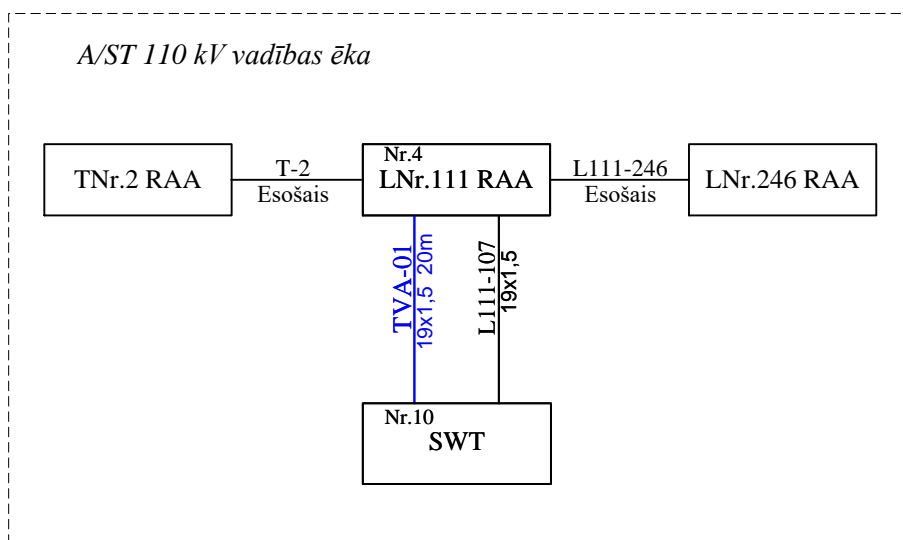 A/ST 110 kV vadības ēka
TNr.2 RAA
T-2
Esošais
Nr.4
LNr.111 RAA
L111-246
Esošais
LNr.246 RAA
TVA-01
19x1,5 20m
L111-107
19x1,5
Nr.10
SWT